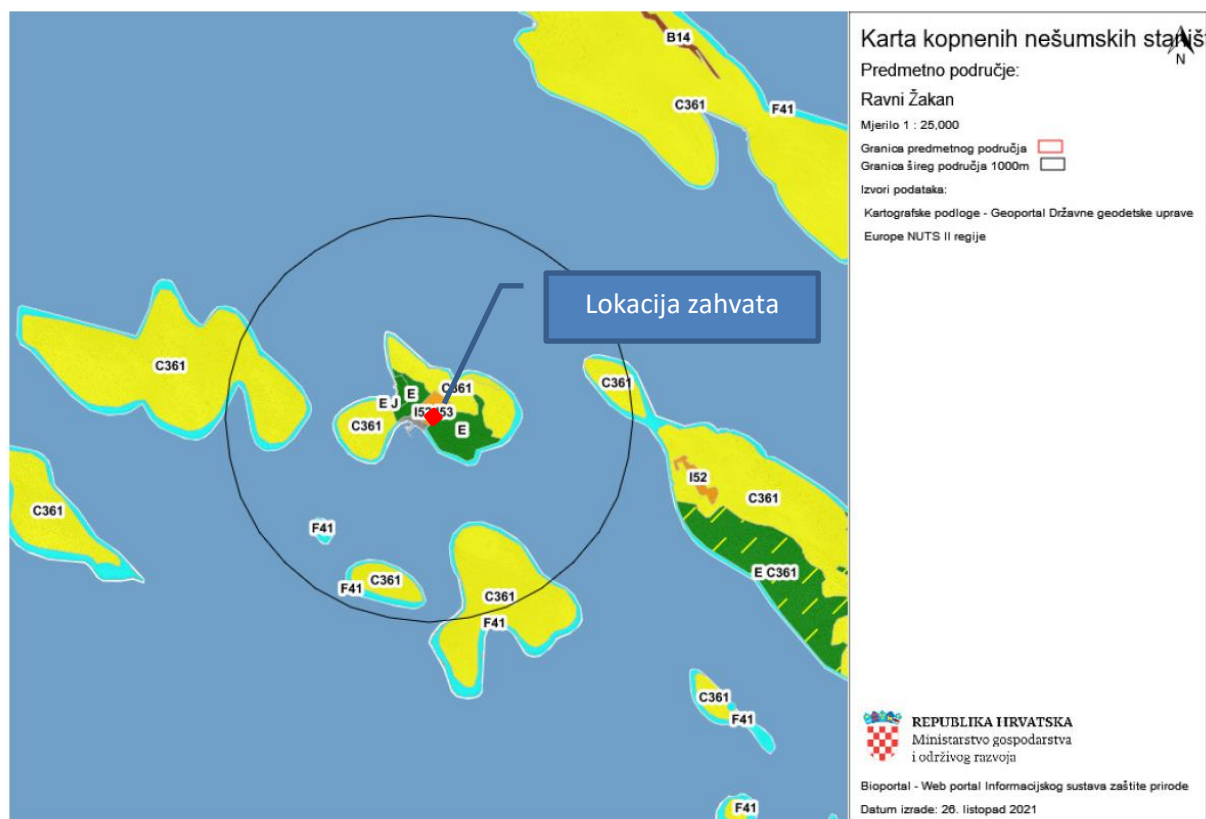 B14
C361
F41
Lokacija zahvata
C361
C361
E
C361
E J
I52 I53
C361
E
I52
C361
C361
F41
E C361
C361
F41
C361
F41
C361
F41
F41
Karta kopnenih nešumskih staništ
N
Predmetno područje:
Ravni Žakan
Mjerilo 1 : 25,000
Granica predmetnog područja
Granica šireg područja 1000m
Izvori podataka:
Kartografske podloge - Geoportal Državne geodetske uprave
Europe NUTS II regije
REPUBLIKA HRVATSKA
Ministarstvo gospodarstva
i održivog razvoja
Bioportal - Web portal Informacijskog sustava zaštite prirode
Datum izrade: 26. listopad 2021